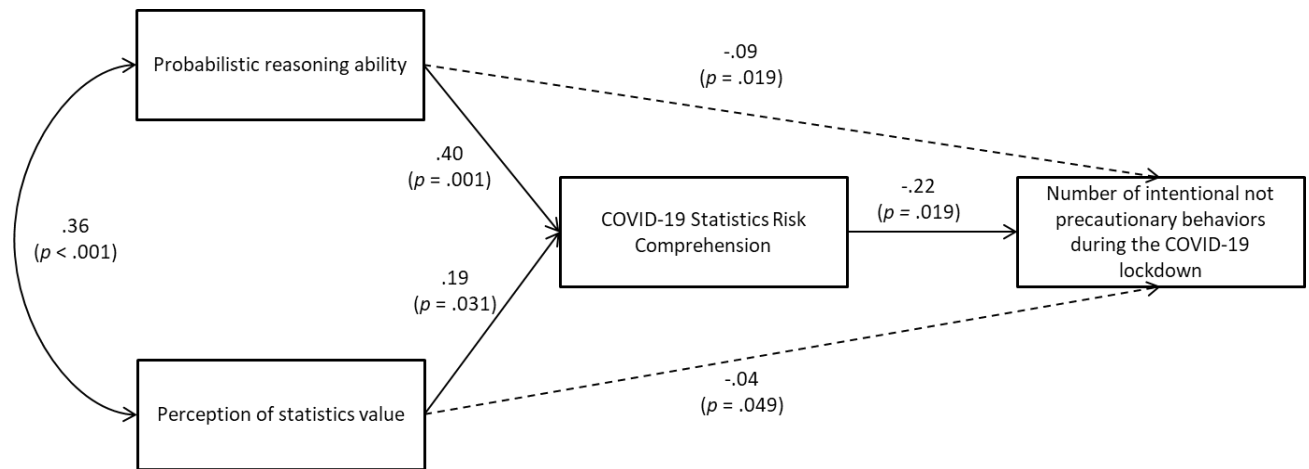 Probabilistic reasoning ability
-.09
(p = .019)
.40
(p = .001)
.36
(p < .001)
COVID-19 Statistics Risk
Comprehension
-.22
(p = .019)
Number of intentional not
precautionary behaviors
during the COVID-19
lockdown
.19
(p = .031)
Perception of statistics value
-.04
(p = .049)